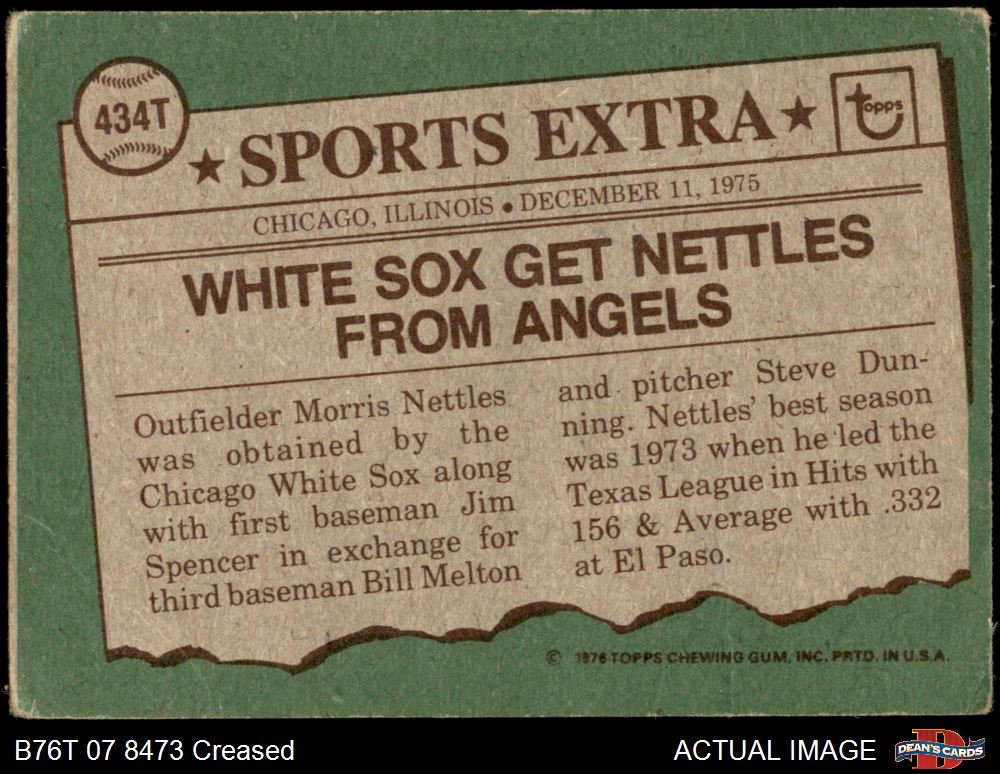 434T
★ SPORTS EXTRA ★
Topps
CHICAGO, ILLINOIS • DECEMBER 11, 1975
WHITE SOX GET NETTLES
FROM ANGELS
Outfielder Morris Nettles
was obtained by the
Chicago White Sox along
with first baseman Jim
Spencer in exchange for
third baseman Bill Melton
and pitcher Steve Dun-
ning. Nettles' best season
was 1973 when he led the
Texas League in Hits with
156 & Average with .332
at El Paso.
© 1976 TOPPS CHEWING GUM, INC. PRTD. IN U.S.A.
B76T 07 8473 Creased
ACTUAL IMAGE
DEAN'S CARDS